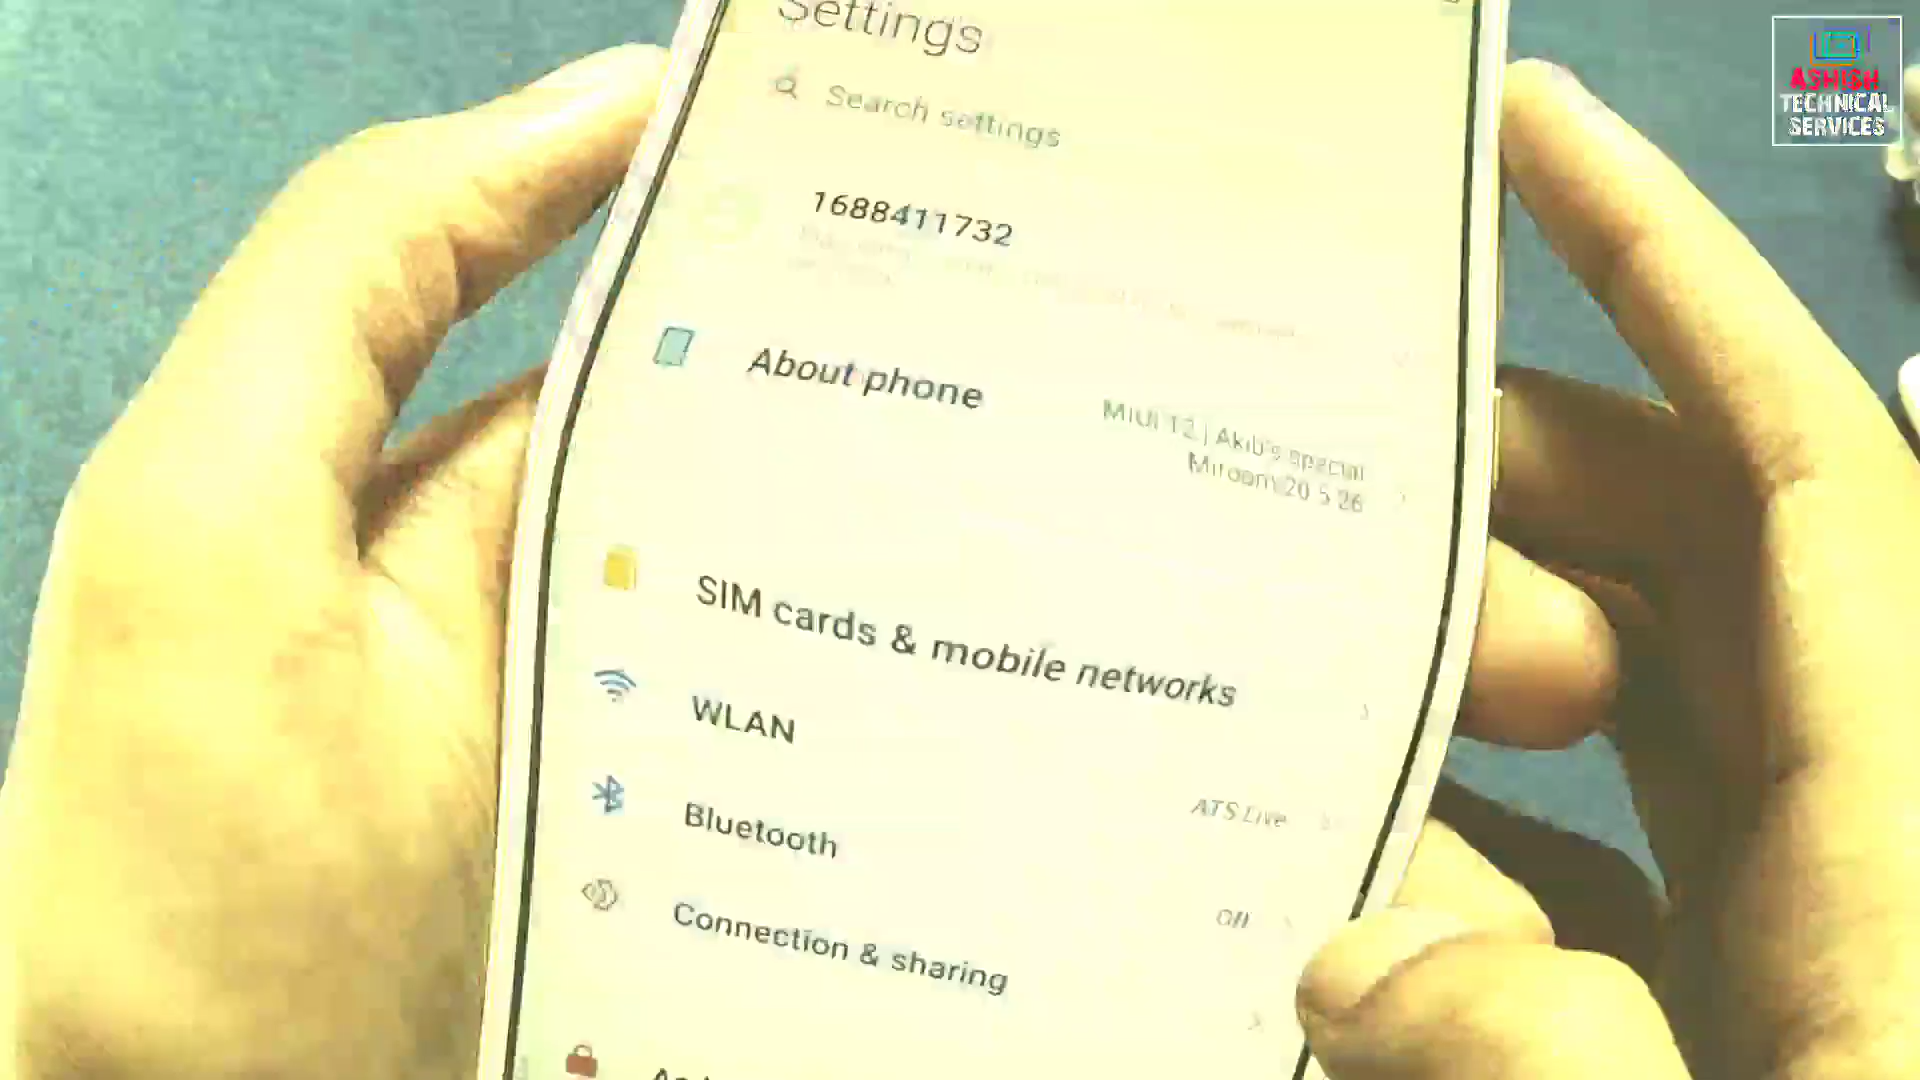 Settings
Search settings
1688411732
About phone
MIUI 12 | Akib's special
Miroom 20 5 26
SIM cards & mobile networks
WLAN
ATS Live
Bluetooth
Off
Connection & sharing
ASHISH
TECHNICAL
SERVICES